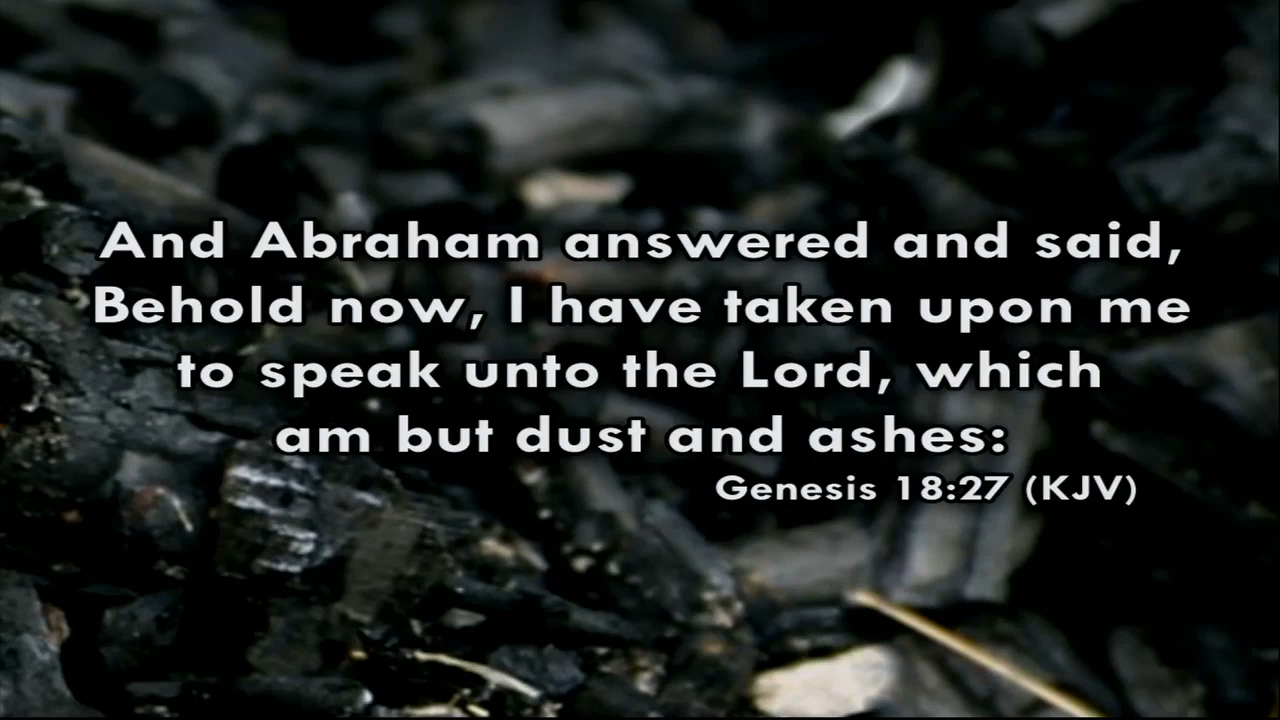 And Abraham answered and said,
Behold now, I have taken upon me
to speak unto the Lord, which
am but dust and ashes:
Genesis 18:27 (KJV)